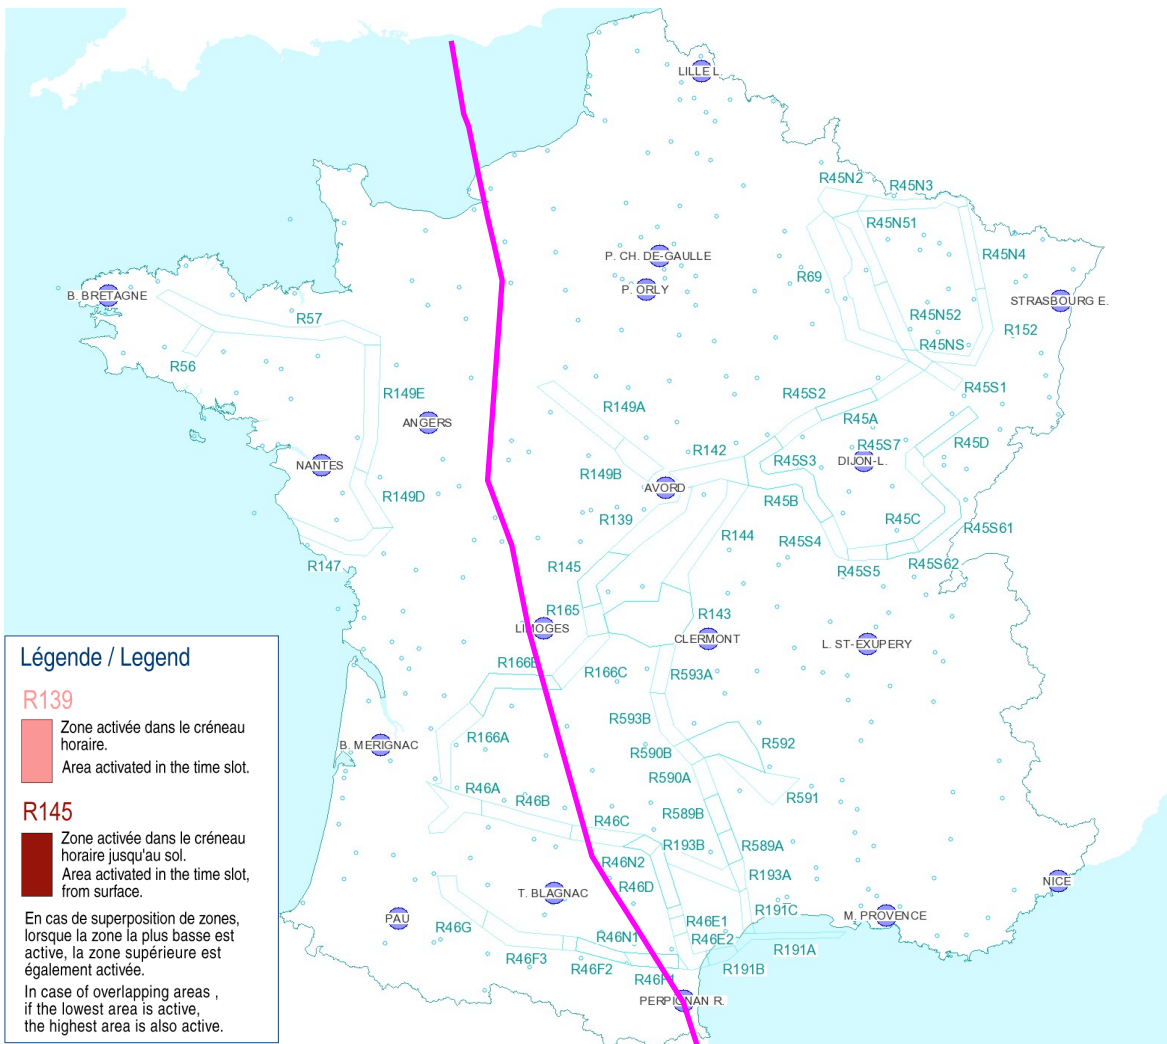 LILLE L.
R45N2
R45N3
R45N51
R45N4
P. CH. DE-GAULLE
R69
P. ORLY
B. BRETAGNE
STRASBOURG E.
R57
R45N52
R152
R45NS
R56
R45S1
R149E
R45S2
R149A
R45A
ANGERS
R45S7
R45D
R142
DIJON-L.
R45S3
NANTES
R149B
AVORD
R149D
R45B
R139
R45C
R45S61
R144
R45S4
R147
R145
R45S5
R45S62
R165
R143
LIMOGES
CLERMONT
L. ST-EXUPERY
R166B
R166C
R593A
R593B
R166A
B. MERIGNAC
R590B
R592
R590A
R46A
R46B
R591
R589B
R46C
R193B
R589A
R46N2
R193A
R46D
T. BLAGNAC
NICE
R191C
PAU
M. PROVENCE
R46G
R46E1
R46N1
R46E2
R191A
R46F3
R46F2
R191B
R46F1
PERPIGNAN R.
Légende / Legend
R139
Zone activée dans le créneau
horaire.
Area activated in the time slot.
R145
Zone activée dans le créneau
horaire jusqu'au sol.
Area activated in the time slot,
from surface.
En cas de superposition de zones,
lorsque la zone la plus basse est
active, la zone supérieure est
également activée.
In case of overlapping areas ,
if the lowest area is active,
the highest area is also active.